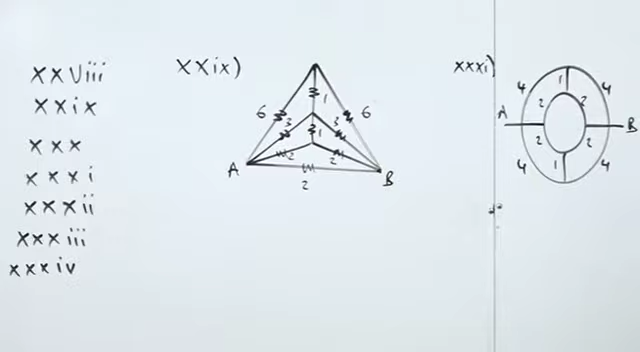 xxviii
xxix
xxx
xxxi
xxxii
xxxiii
xxxiv
xxix)
6 1 6
3 3
1
2 2
A B
2
xxxi)
4 1 4
A 2 2 B
2 2
4 1 4